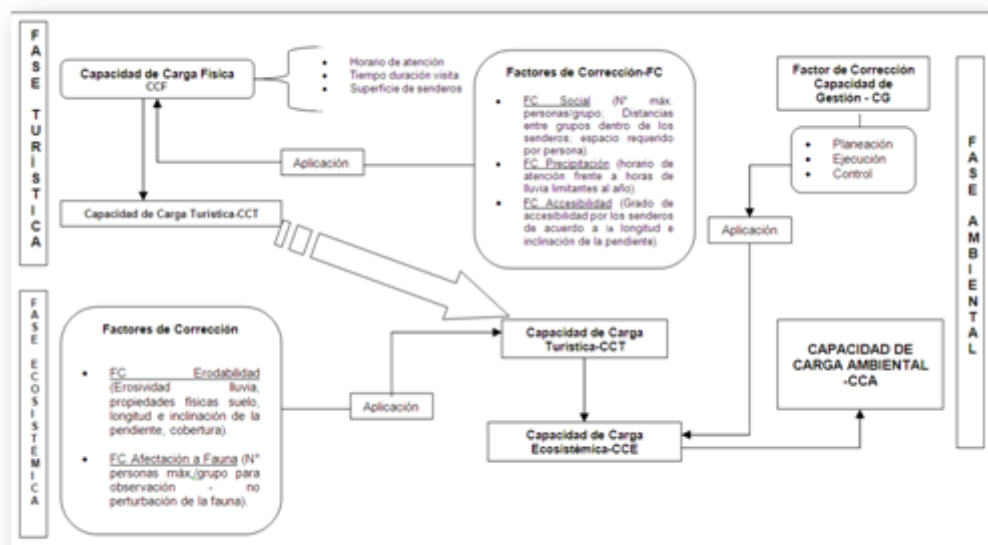 FASE TURÍSTICA
Capacidad de Carga Física
CCF
• Horario de atención
• Tiempo duración visita
• Superficie de senderos
Factores de Corrección-FC
• FC Social (N° máx.
personas/grupo; Distancias
entre grupos dentro de los
senderos; espacio requerido
por persona).
• FC Precipitación (horario de
atención frente a horas de
lluvia limitantes al año).
• FC Accesibilidad (Grado de
accesibilidad por los senderos
de acuerdo a la longitud e
inclinación de la pendiente).
Aplicación
Capacidad de Carga Turística-CCT
Factor de Corrección
Capacidad de
Gestión - CG
• Planeación
• Ejecución
• Control
Aplicación
FASE AMBIENTAL
FASE ECOSISTEMICA
Factores de Corrección
• FC Erodabilidad
(Erosividad lluvia,
propiedades físicas suelo,
longitud e inclinación de la
pendiente, cobertura).
• FC Afectación a Fauna (N°
personas máx./grupo para
observación - no
perturbación de la fauna).
Aplicación
Capacidad de Carga
Turística-CCT
Capacidad de Carga
Ecosistémica-CCE
CAPACIDAD DE
CARGA AMBIENTAL
-CCA